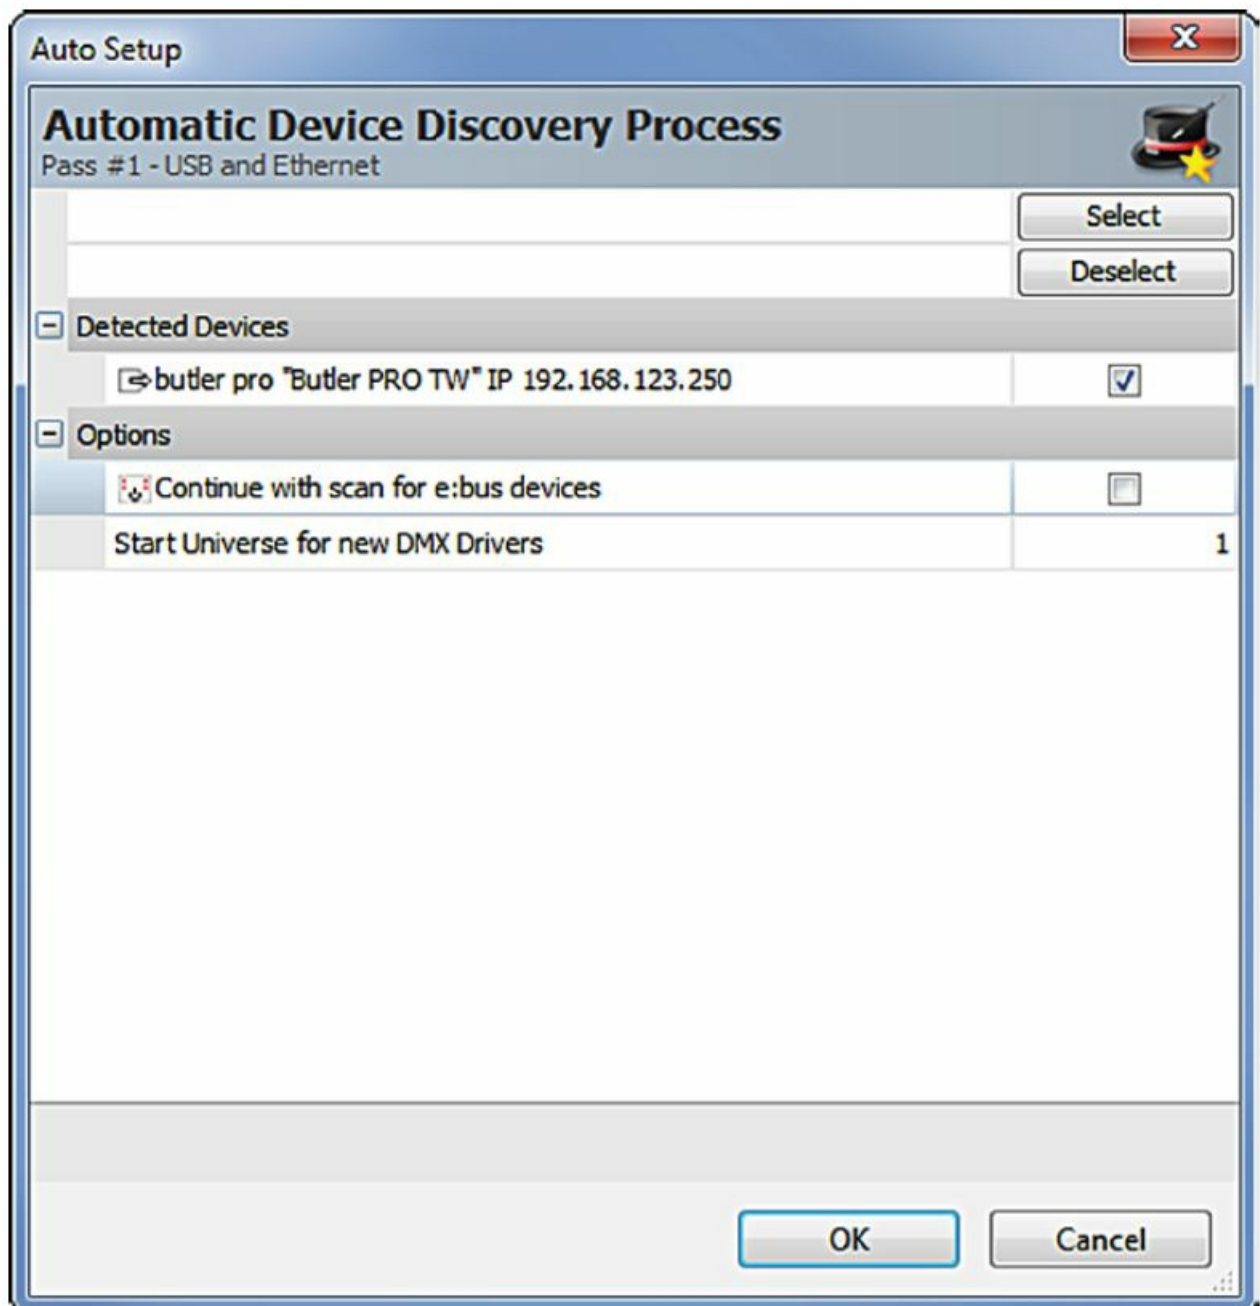 Auto Setup
Automatic Device Discovery Process
Pass #1 - USB and Ethernet
Select
Deselect
Detected Devices
butler pro "Butler PRO TW" IP 192.168.123.250
Options
Continue with scan for e:bus devices
Start Universe for new DMX Drivers 1
OK Cancel